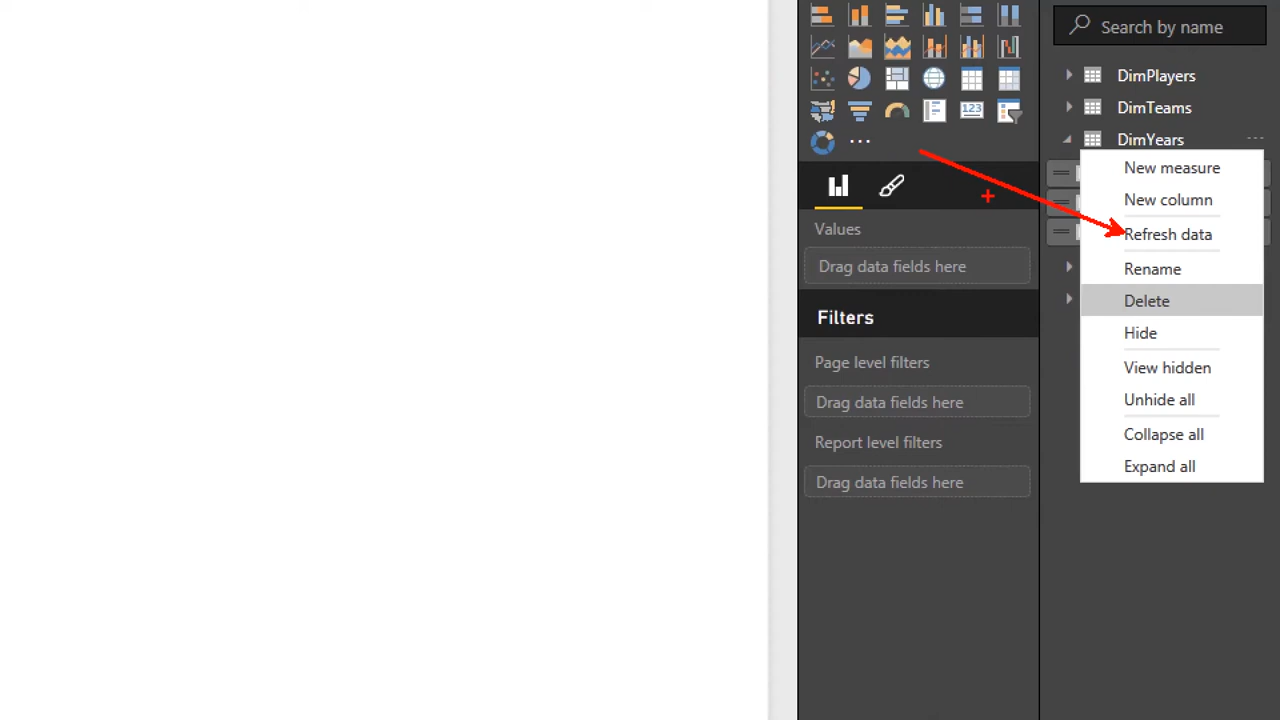 Search by name
DimPlayers
DimTeams
DimYears
123
New measure
New column
Refresh data
Rename
Delete
Hide
View hidden
Unhide all
Collapse all
Expand all
Values
Drag data fields here
Filters
Page level filters
Drag data fields here
Report level filters
Drag data fields here